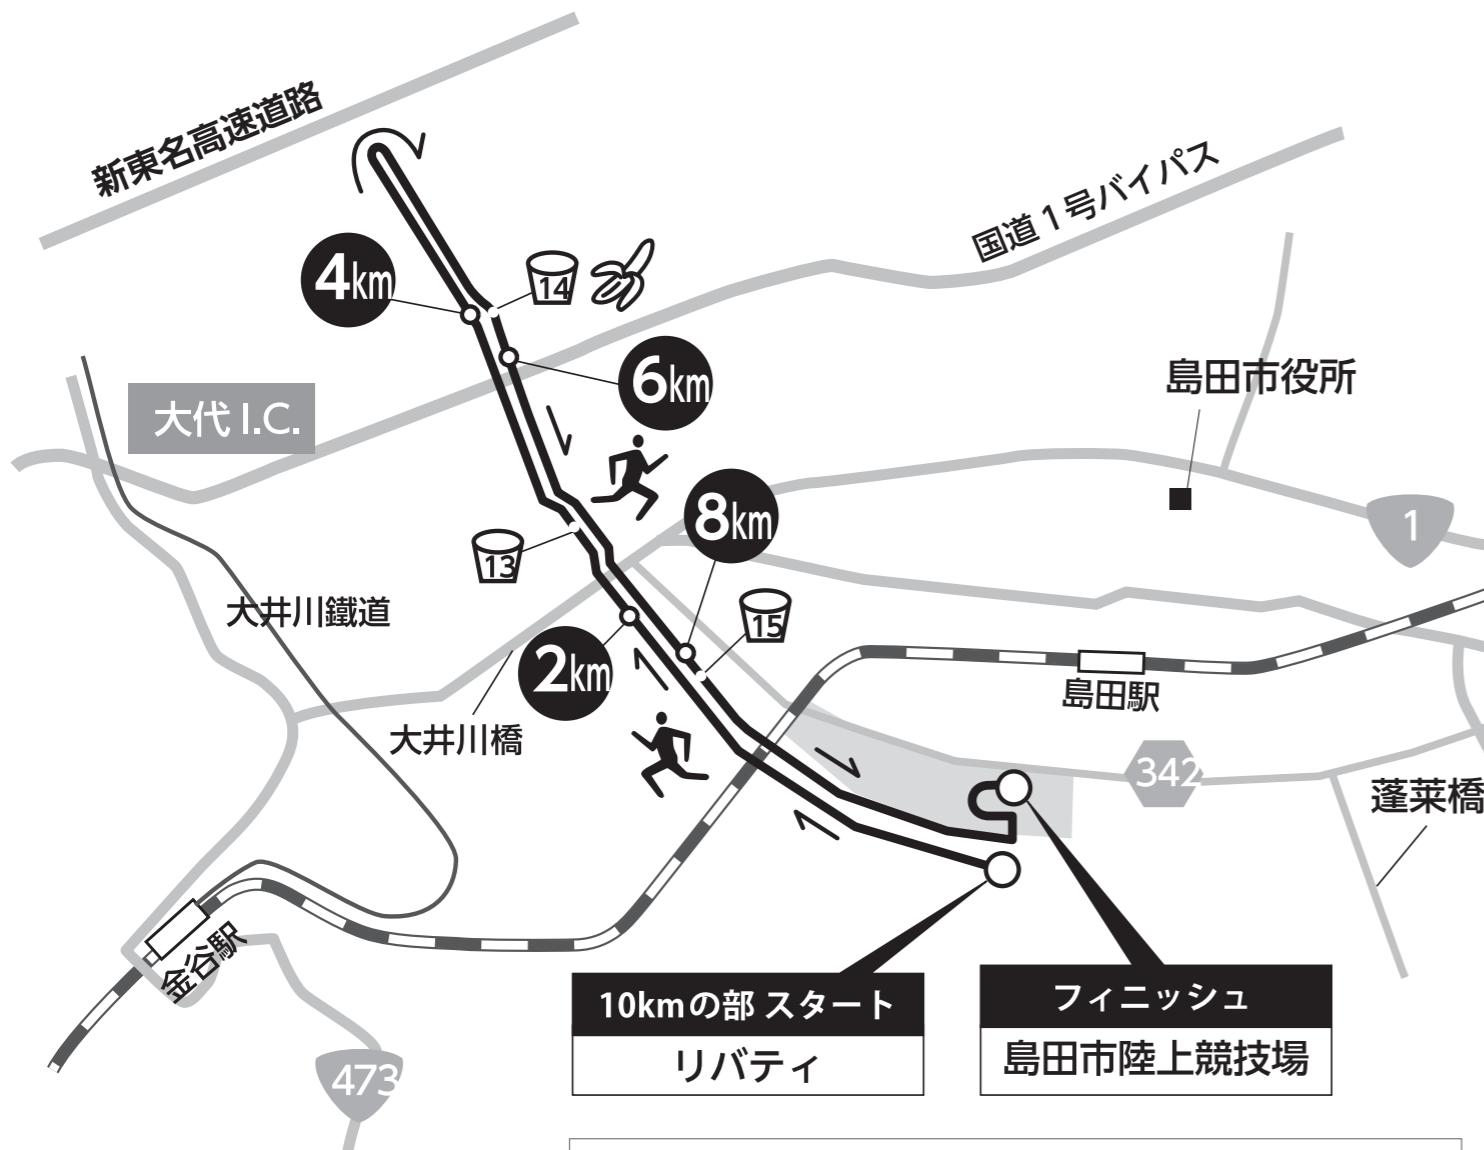 新東名高速道路
国道1号バイパス
4km
14
6km
島田市役所
大代 I.C.
8km
1
13
15
大井川鐵道
2km
島田駅
大井川橋
342
蓬莱橋
金谷駅
10kmの部 スタート
リバティ
フィニッシュ
島田市陸上競技場
473